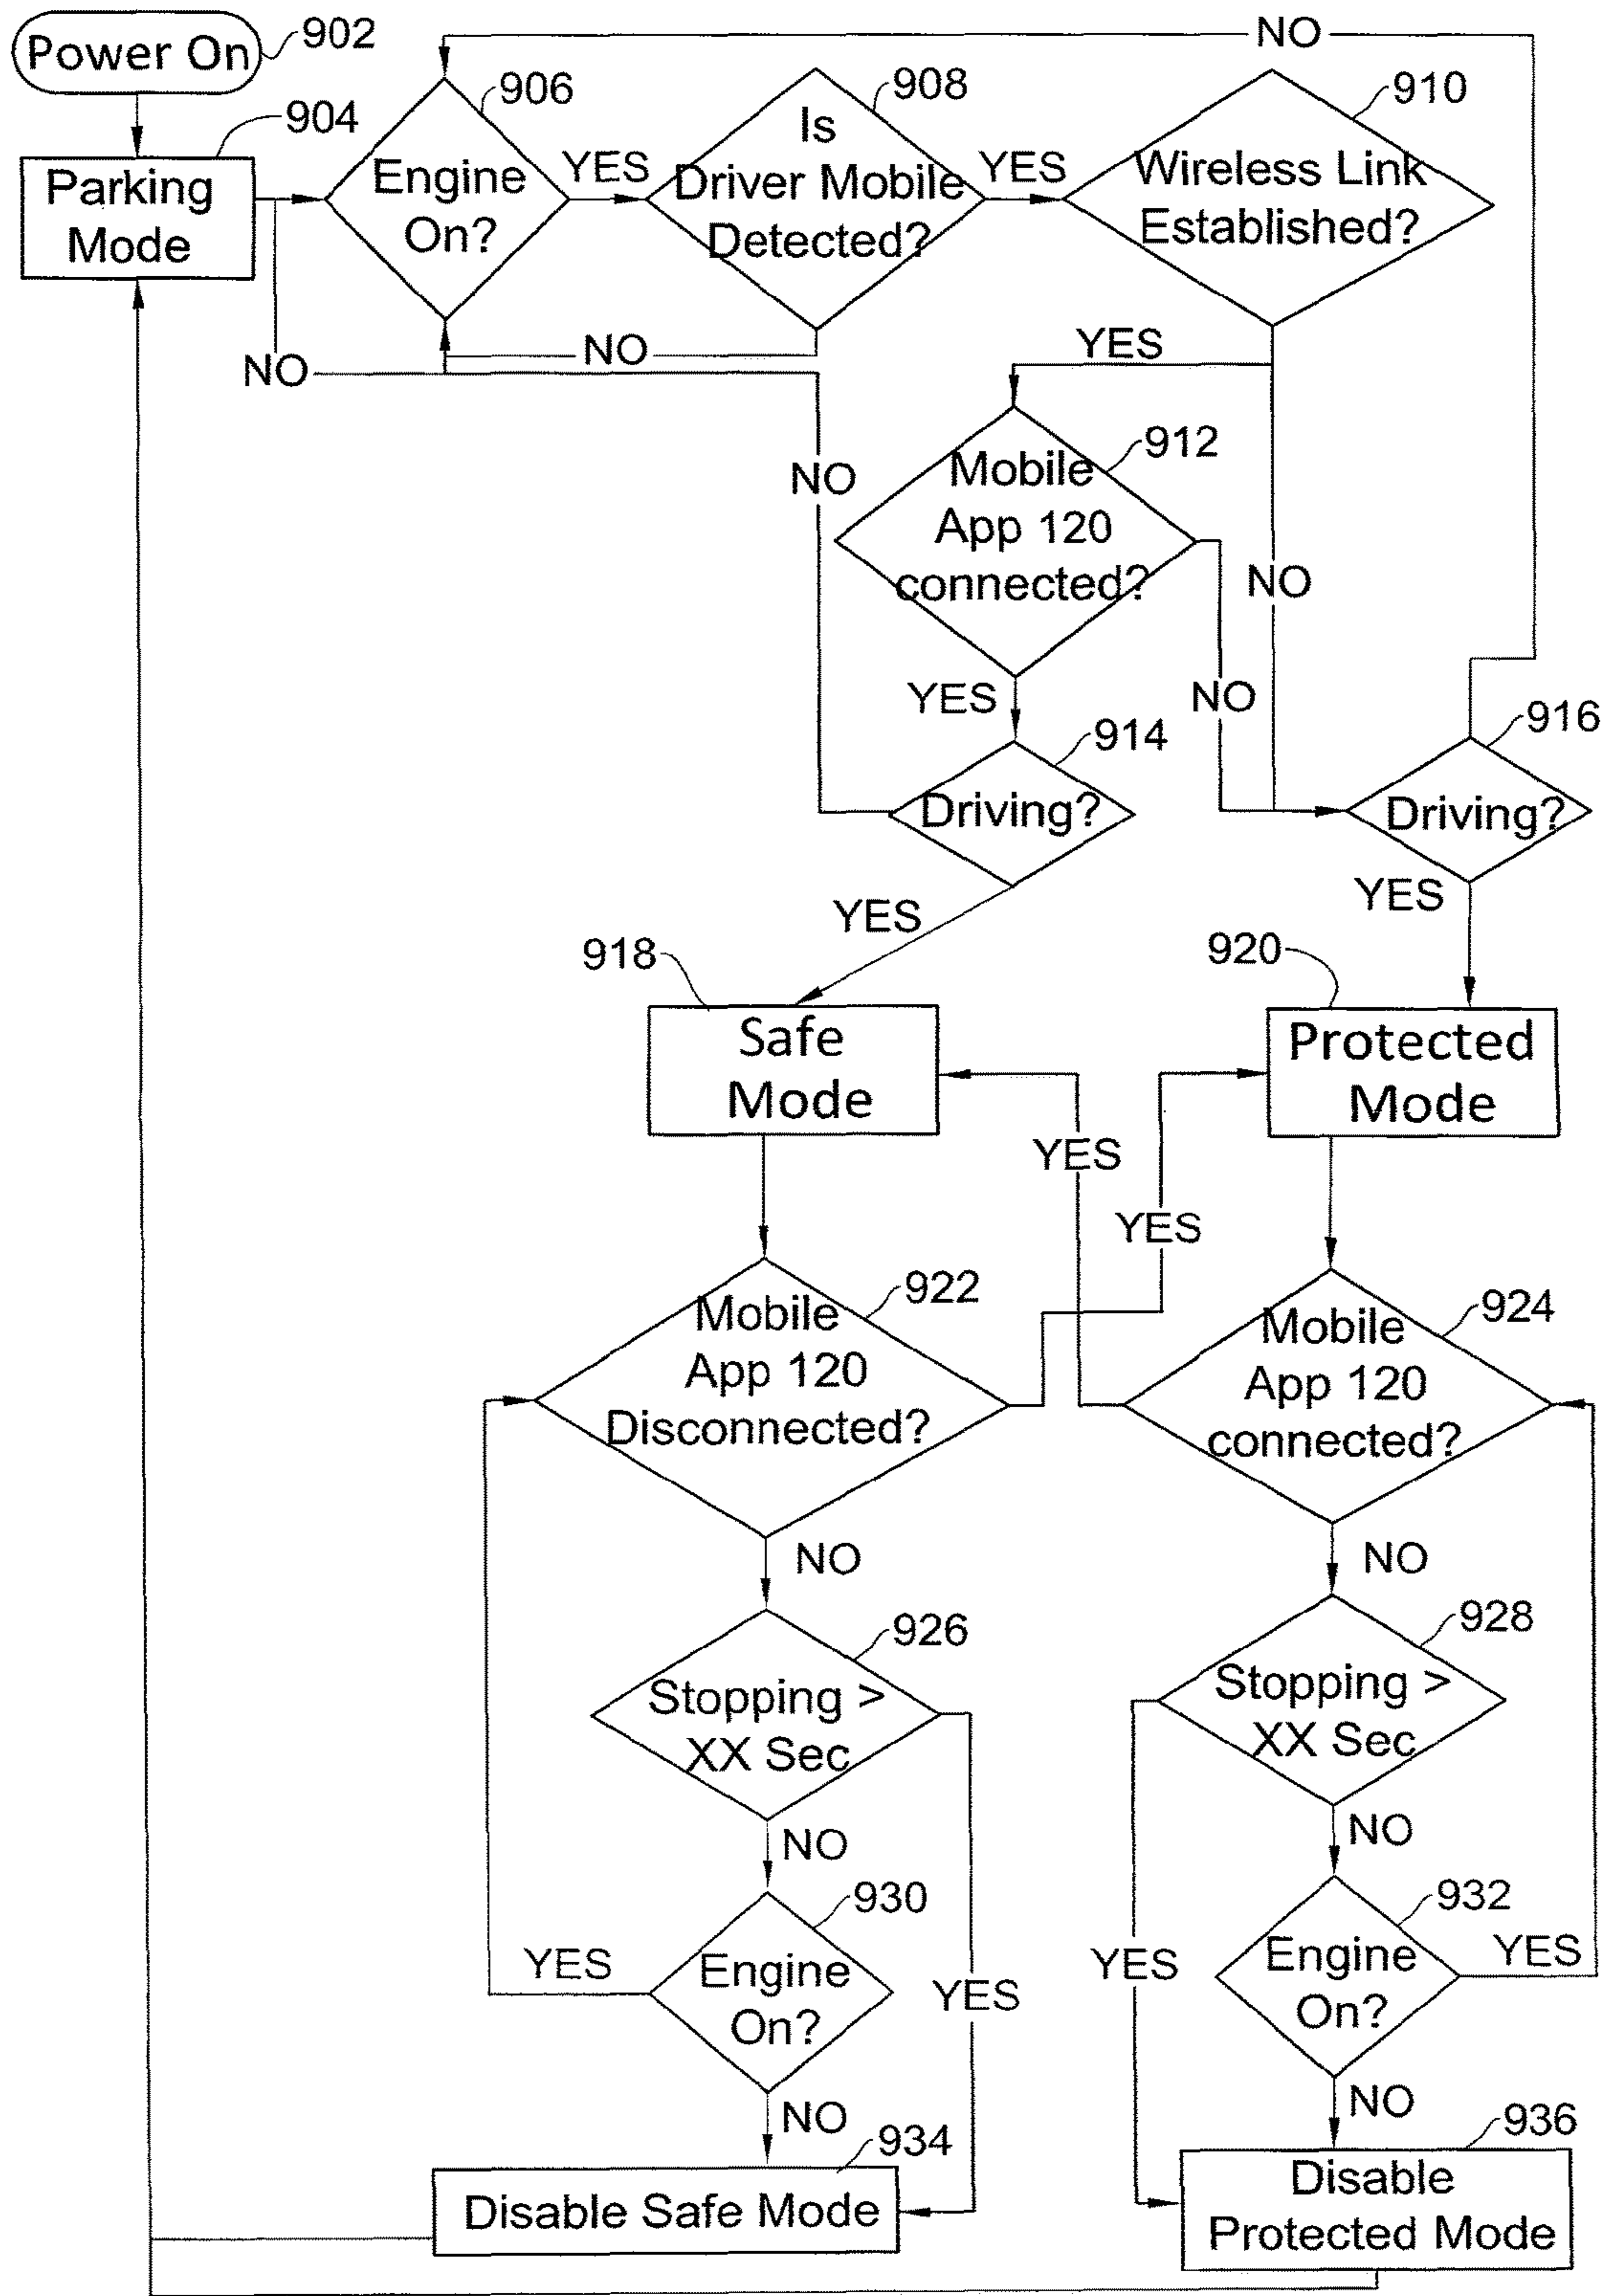 Power On
902
NO
904
906
908
910
Parking
Mode
Engine
On?
YES
Is
Driver Mobile
Detected?
YES
Wireless Link
Established?
NO
NO
YES
912
NO
Mobile
App 120
connected?
NO
YES
NO
914
916
Driving?
Driving?
YES
YES
918
920
Safe
Mode
Protected
Mode
YES
YES
922
924
Mobile
App 120
Disconnected?
Mobile
App 120
connected?
NO
NO
926
928
Stopping >
XX Sec
Stopping >
XX Sec
NO
NO
930
932
YES
Engine
On?
YES
YES
Engine
On?
YES
NO
NO
934
936
Disable Safe Mode
Disable
Protected Mode